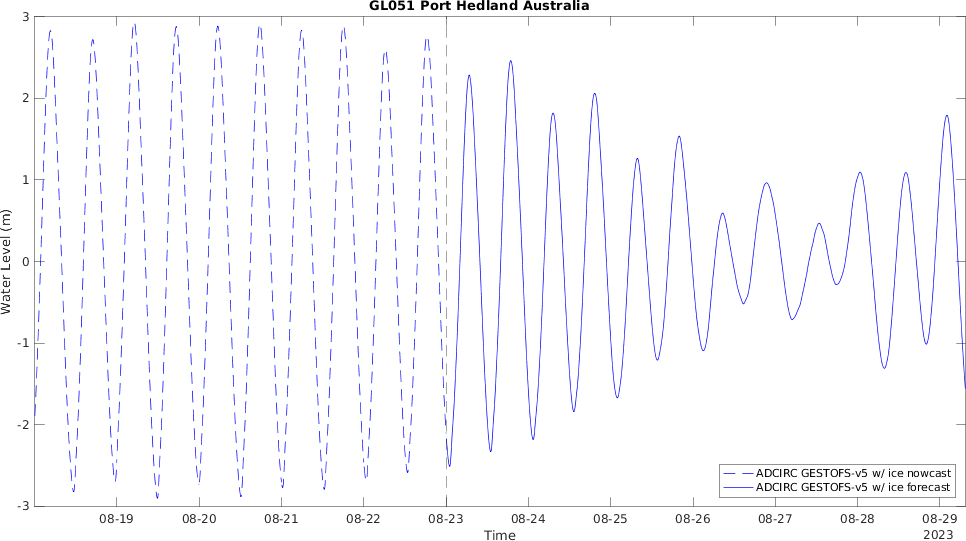 GL051 Port Hedland Australia
Water Level (m)
3
2
1
0
-1
-2
-3
ADCIRC GESTOFS-v5 w/ ice nowcast
ADCIRC GESTOFS-v5 w/ ice forecast
08-19 08-20 08-21 08-22 08-23 08-24 08-25 08-26 08-27 08-28 08-29
Time
2023